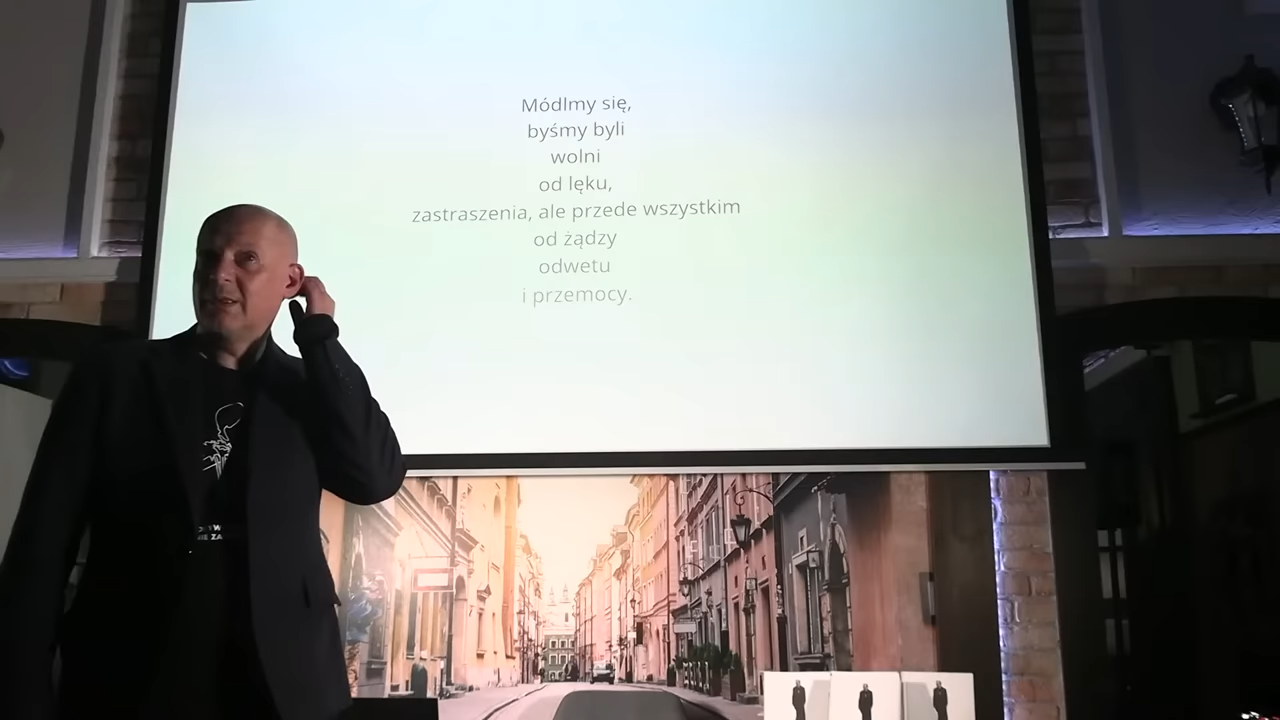 Módlmy się,
byśmy byli
wolni
od lęku,
zastraszenia, ale przede wszystkim
od żądzy
odwetu
i przemocy.